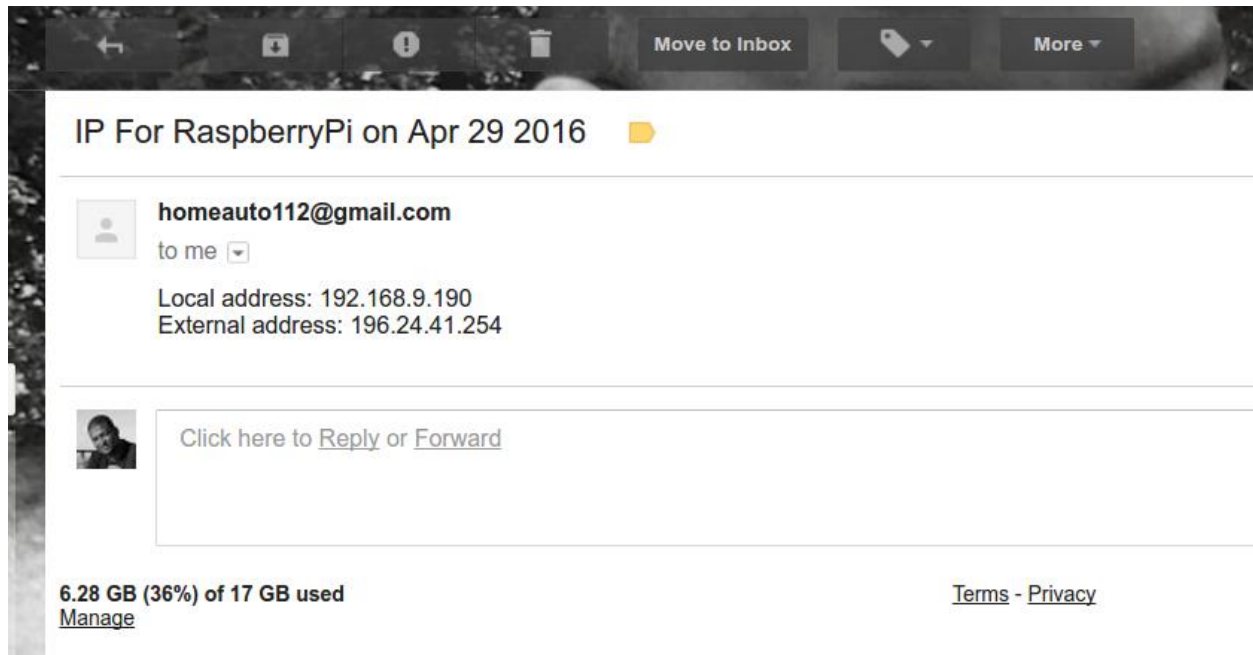 Move to Inbox More
IP For RaspberryPi on Apr 29 2016
homeauto112@gmail.com
to me
Local address: 192.168.9.190
External address: 196.24.41.254
Click here to Reply or Forward
6.28 GB (36%) of 17 GB used Terms - Privacy
Manage